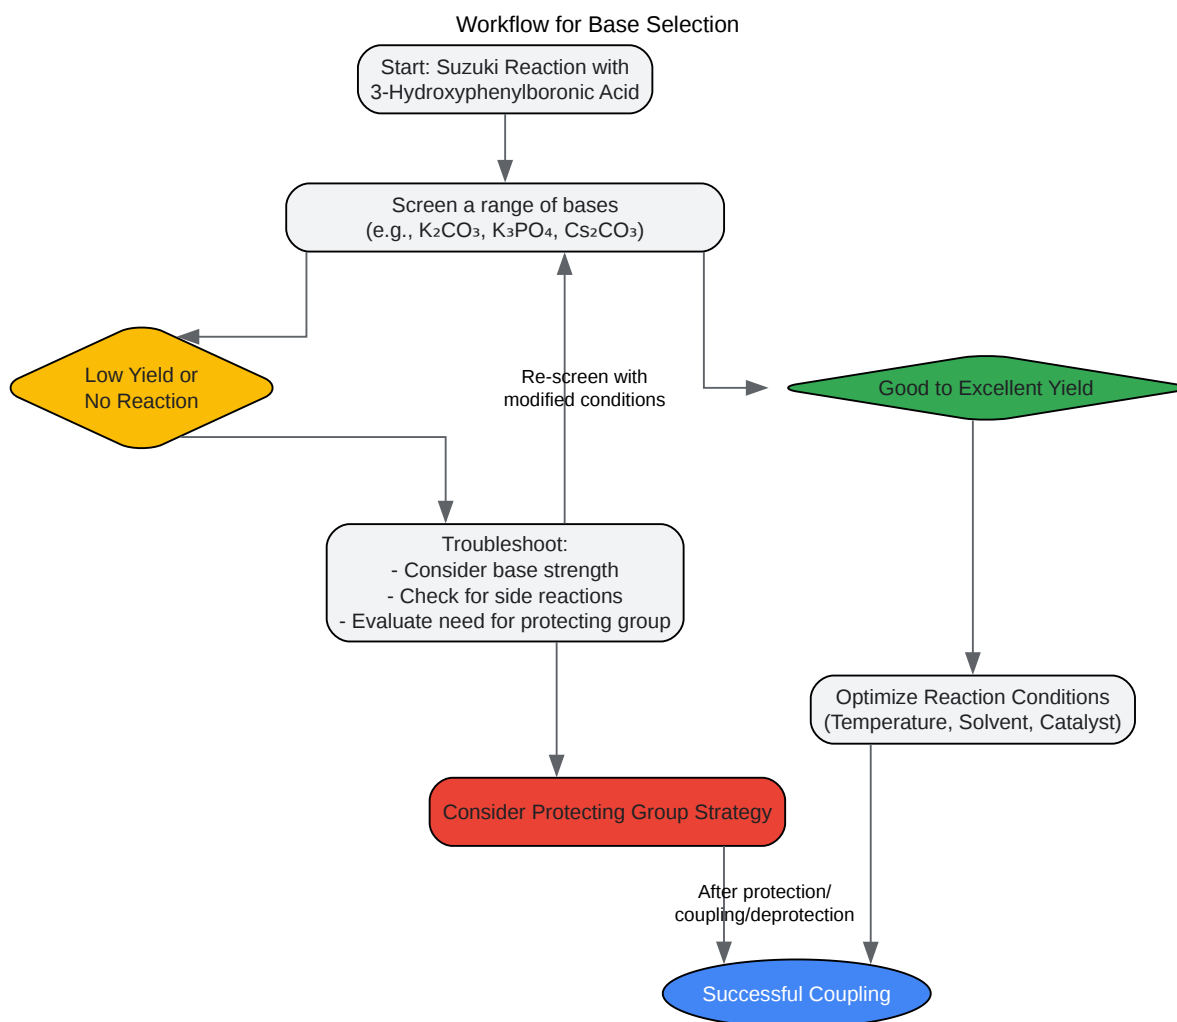 Workflow for Base Selection
Start: Suzuki Reaction with
3-Hydroxyphenylboronic Acid
Screen a range of bases
(e.g., K₂CO₃, K₃PO₄, Cs₂CO₃)
Low Yield or
No Reaction
Re-screen with
modified conditions
Good to Excellent Yield
Troubleshoot:
- Consider base strength
- Check for side reactions
- Evaluate need for protecting group
Optimize Reaction Conditions
(Temperature, Solvent, Catalyst)
Consider Protecting Group Strategy
After protection/
coupling/deprotection
Successful Coupling